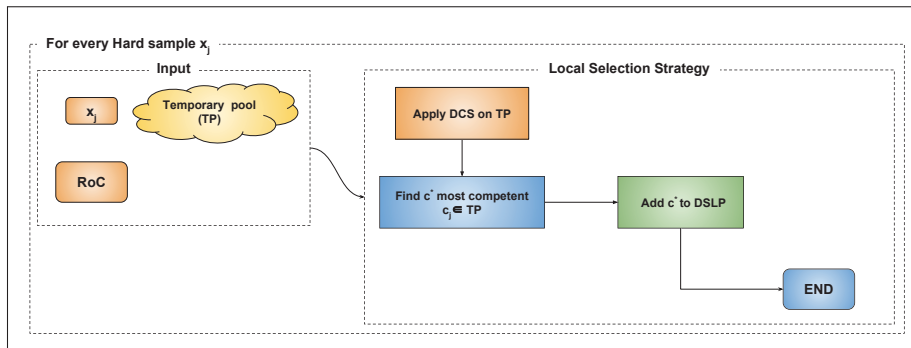 For every Hard sample xj
Input
Local Selection Strategy
xj
Temporary pool
(TP)
RoC
Apply DCS on TP
Find c* most competent
cj ∈ TP
Add c* to DSLP
END